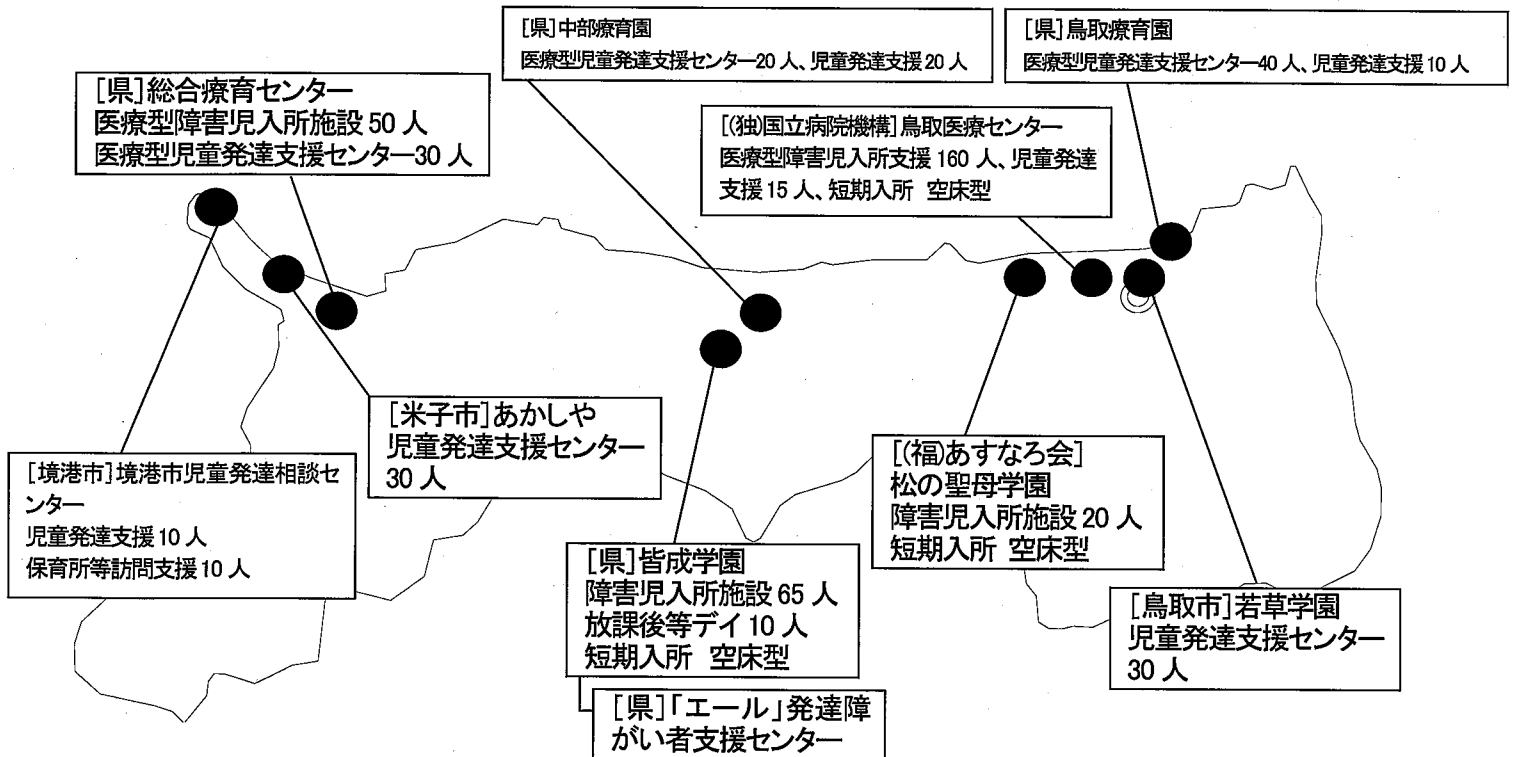 [県]中部療育園
医療型児童発達支援センター20人、児童発達支援20人
[県]鳥取療育園
医療型児童発達支援センター40人、児童発達支援10人
[県]総合療育センター
医療型障害児入所施設50人
医療型児童発達支援センター30人
[(独)国立病院機構]鳥取医療センター
医療型障害児入所支援160人、児童発達
支援15人、短期入所 空床型
[米子市]あかしや
児童発達支援センター
30人
[境港市]境港市児童発達相談セ
ンター
児童発達支援10人
保育所等訪問支援10人
[県]皆成学園
障害児入所施設65人
放課後等デイ10人
短期入所 空床型
[県]「エール」発達障
がい者支援センター
[(福)あすなろ会]
松の聖母学園
障害児入所施設20人
短期入所 空床型
[鳥取市]若草学園
児童発達支援センター
30人